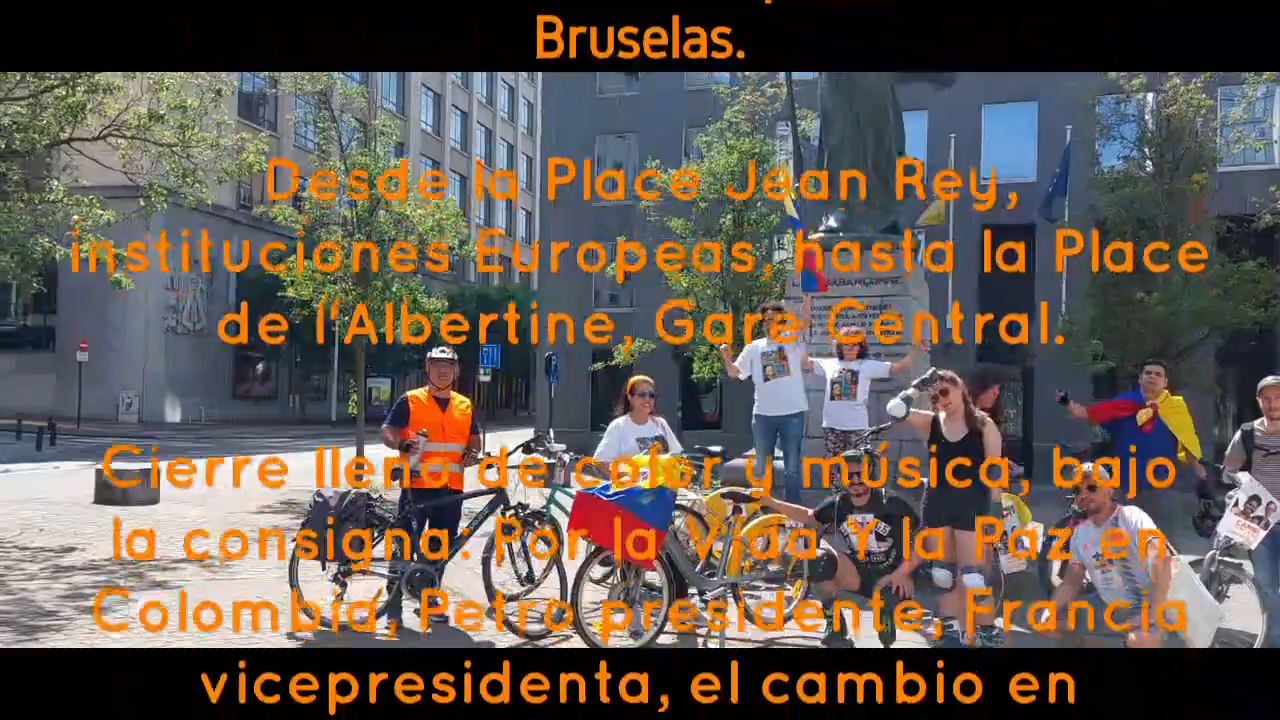 Bruselas.
Desde la Place Jean Rey,
instituciones Europeas, hasta la Place
de l'Albertine, Gare Central.
Cierre lleno de color y música, bajo
la consigna: Por la Vida Y la Paz en
Colombia, Petro presidente, Francia
vicepresidenta, el cambio en